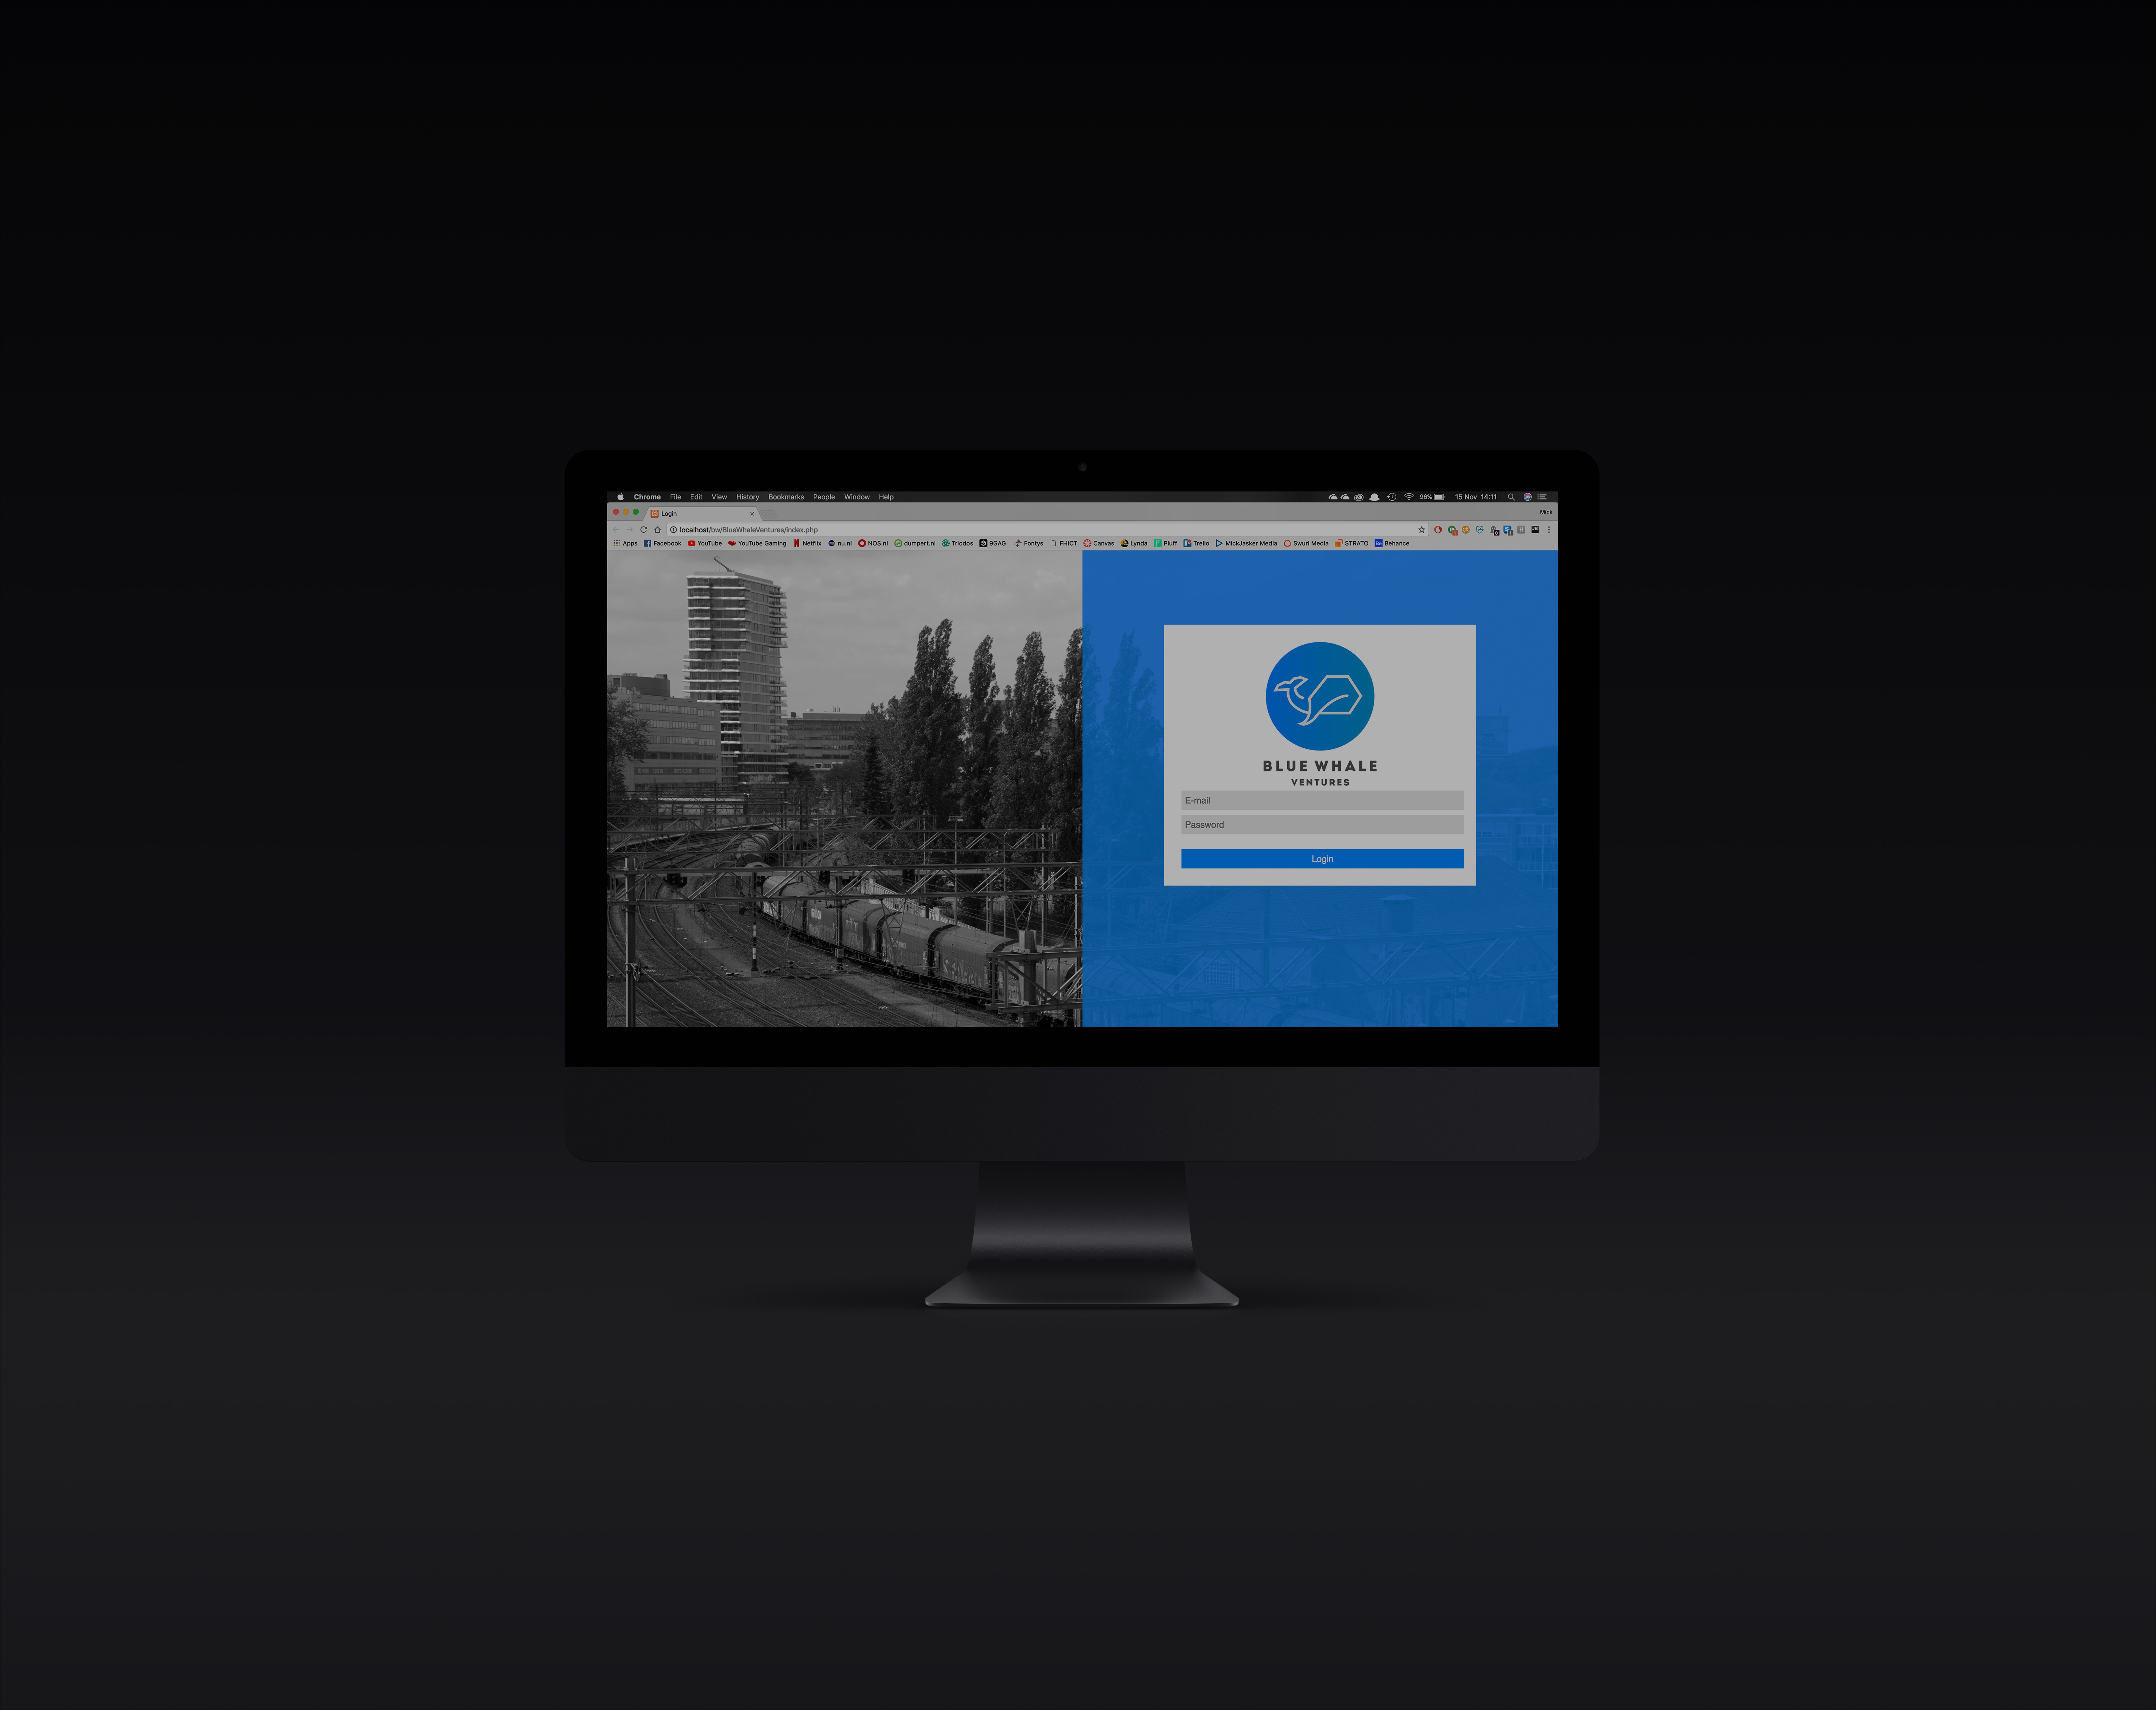 Chrome File Edit View History Bookmarks People Window Help 96% 15 Nov 14:11
Login Mick
localhost/bw/BlueWhaleVentures/index.php
Apps Facebook YouTube YouTube Gaming Netflix nu.nl NOS.nl dumpert.nl Triodos 9GAG Fontys FHICT Canvas Lynda Pluff Trello MickJasker Media Swurl Media STRATO Behance
BLUE WHALE
VENTURES
E-mail
Password
Login